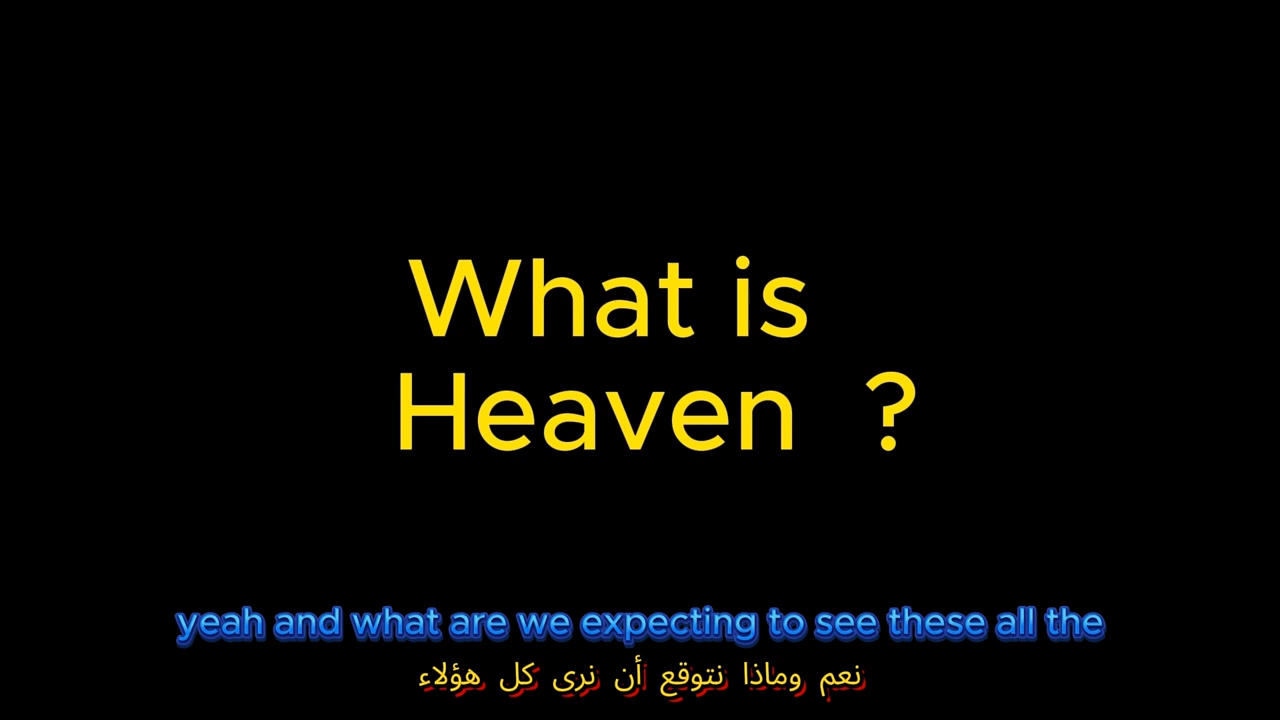 What is
Heaven ?
yeah and what are we expecting to see these all the
نعم وماذا نتوقع أن نرى كل هؤلاء